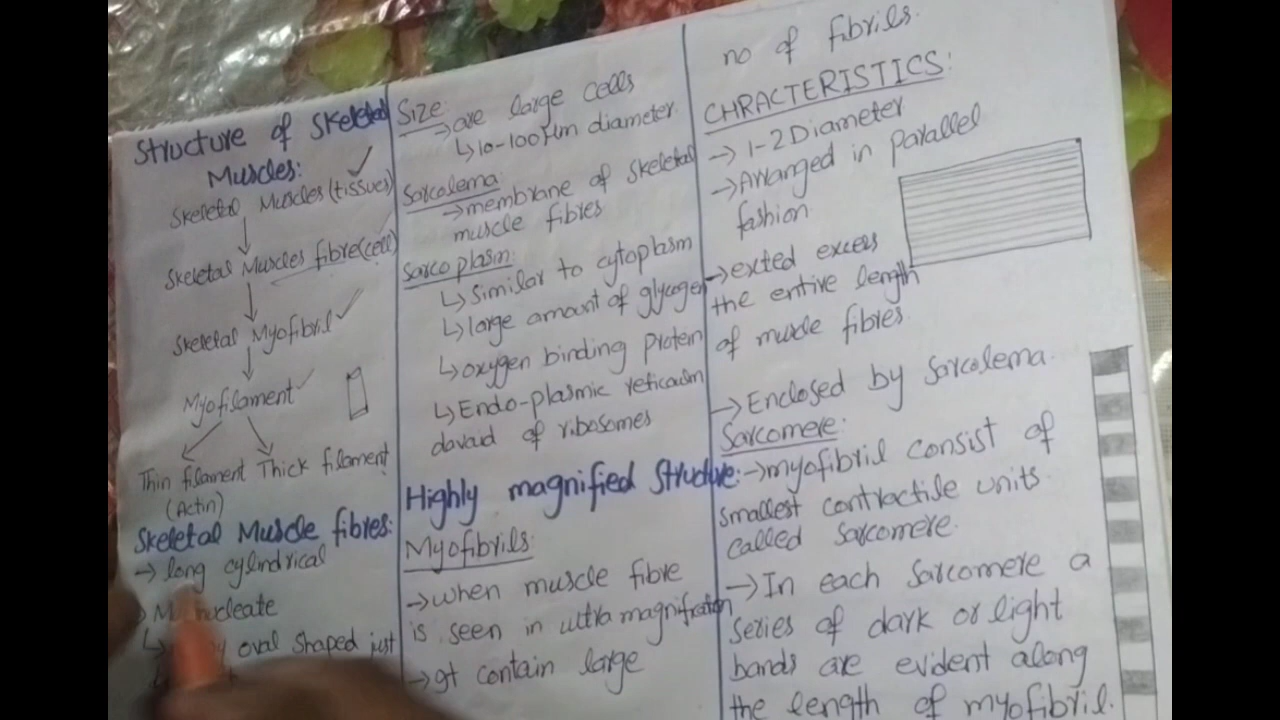 Structure of Skeletal
Muscles:
Skeletal Muscles (tissues)
Skeletal Muscles fibre(cell)
Skeletal Myofibril
Myofilament
Thin filament Thick filament
(Actin)
Skeletal Muscle fibres:
→ long cylindrical
oval shaped just
Size:
→ are large cells
↳ 10-100 μm diameter.
Sarcolema:
→ membrane of skeletal
muscle fibres
Sarcoplasm:
↳ Similar to cytoplasm
↳ large amount of glycogen
↳ oxygen binding protein
↳ Endo-plasmic reticaulm
davoid of ribosomes
Highly magnified Structure:
Myofibrils:
→ when muscle fibre
is seen in ultra magnification
→ gt contain large
no of fibrils.
CHRACTERISTICS:
→ 1-2 Diameter
→ Arranged in parallel
fashion.
→ exted excess
the entire length
of muscle fibres.
→ Enclosed by Sarcolema.
Sarcomere:
→ myofibril consist of
smallest contractile units
called Sarcomere.
→ In each Sarcomere a
series of dark or light
bands are evident along
the length of myofibril.